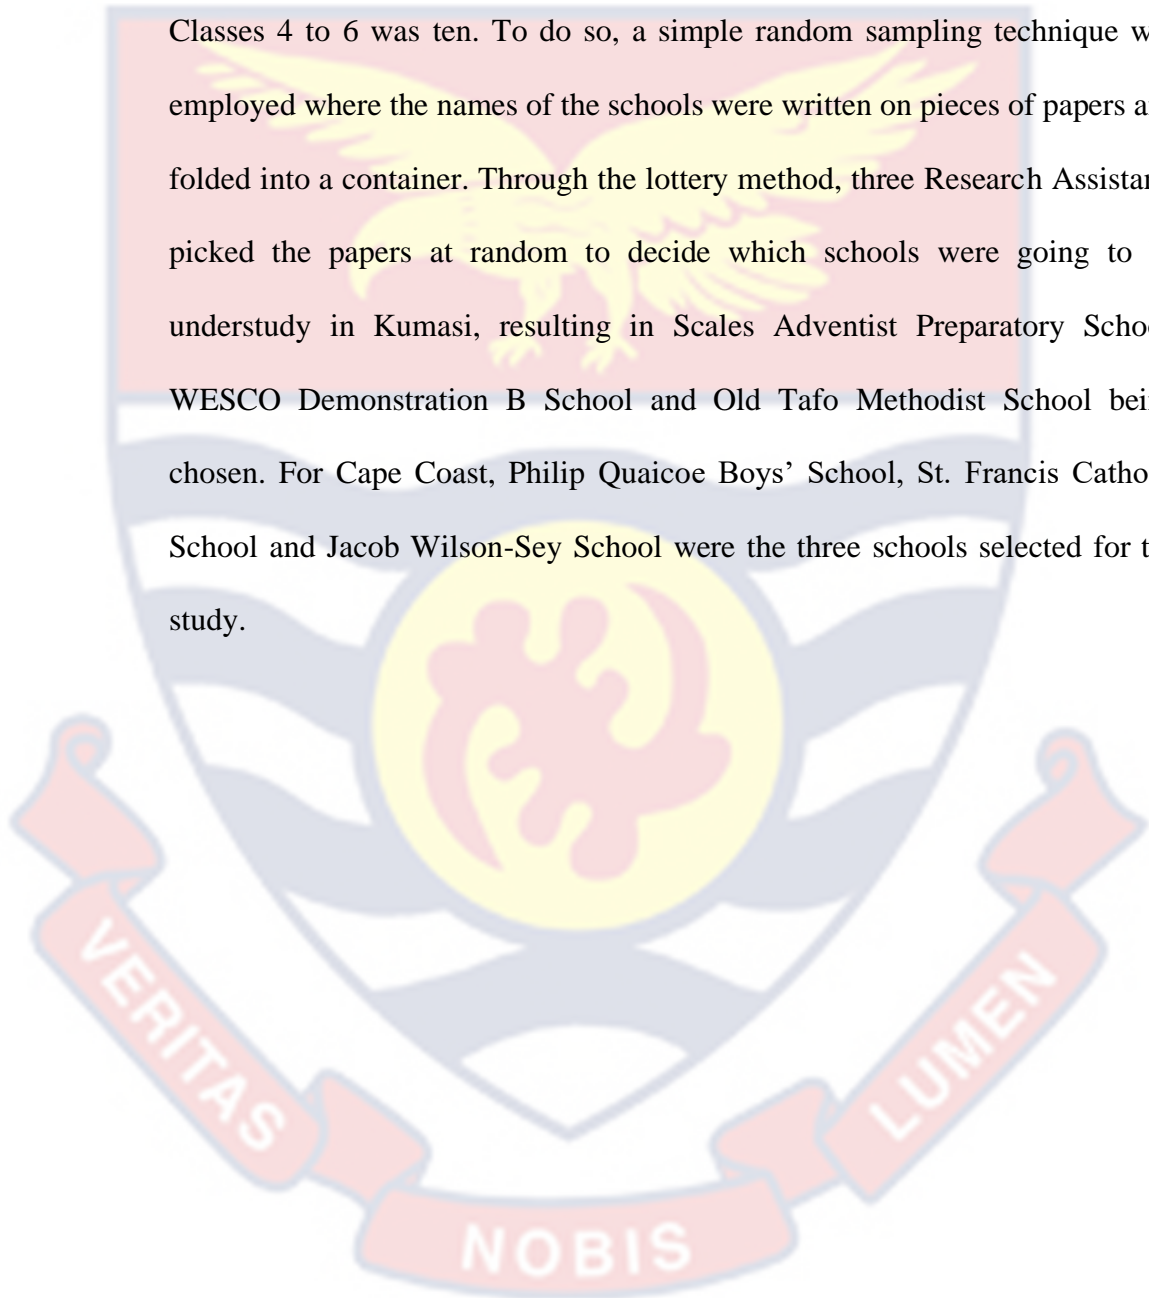 Classes 4 to 6 was ten. To do so, a simple random sampling technique w
employed where the names of the schools were written on pieces of papers a
folded into a container. Through the lottery method, three Research Assista
picked the papers at random to decide which schools were going to
understudy in Kumasi, resulting in Scales Adventist Preparatory Schoo
WESCO Demonstration B School and Old Tafo Methodist School bein
chosen. For Cape Coast, Philip Quaicoe Boys' School, St. Francis Catho
School and Jacob Wilson-Sey School were the three schools selected for t
study.
VERITAS
NOBIS
LUMEN